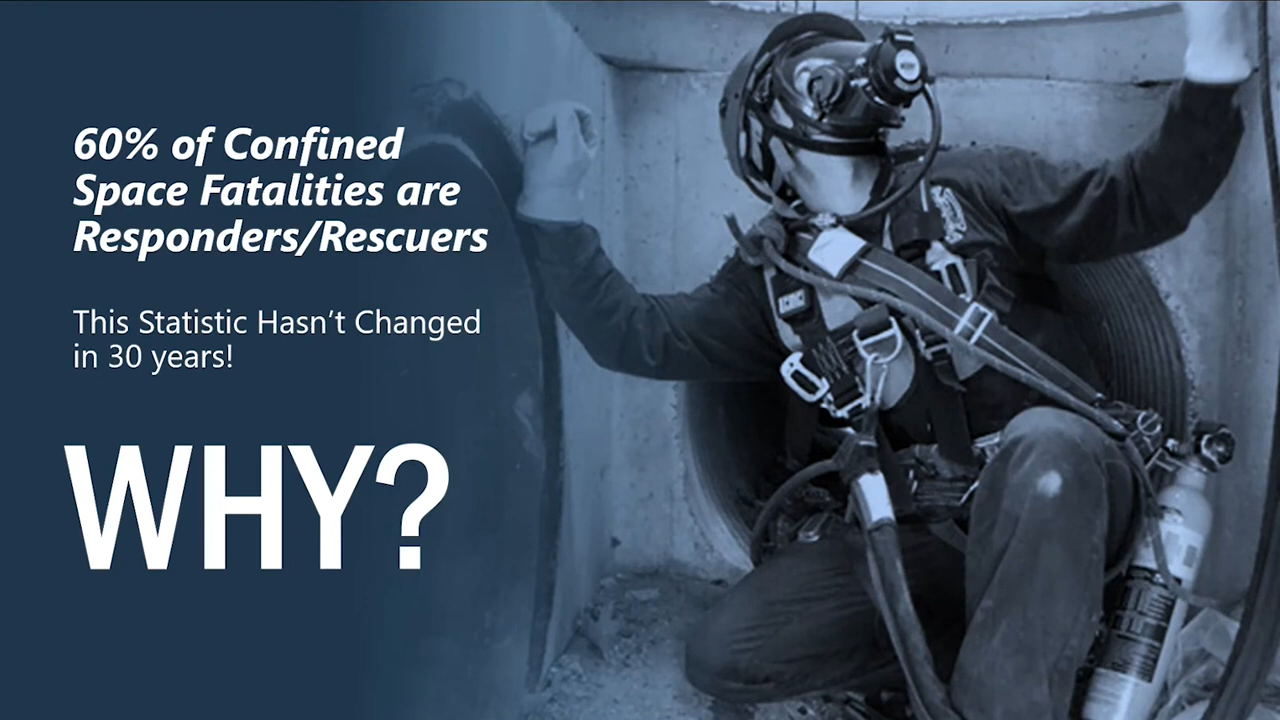 60% of Confined
Space Fatalities are
Responders/Rescuers
This Statistic Hasn’t Changed
in 30 years!
WHY?